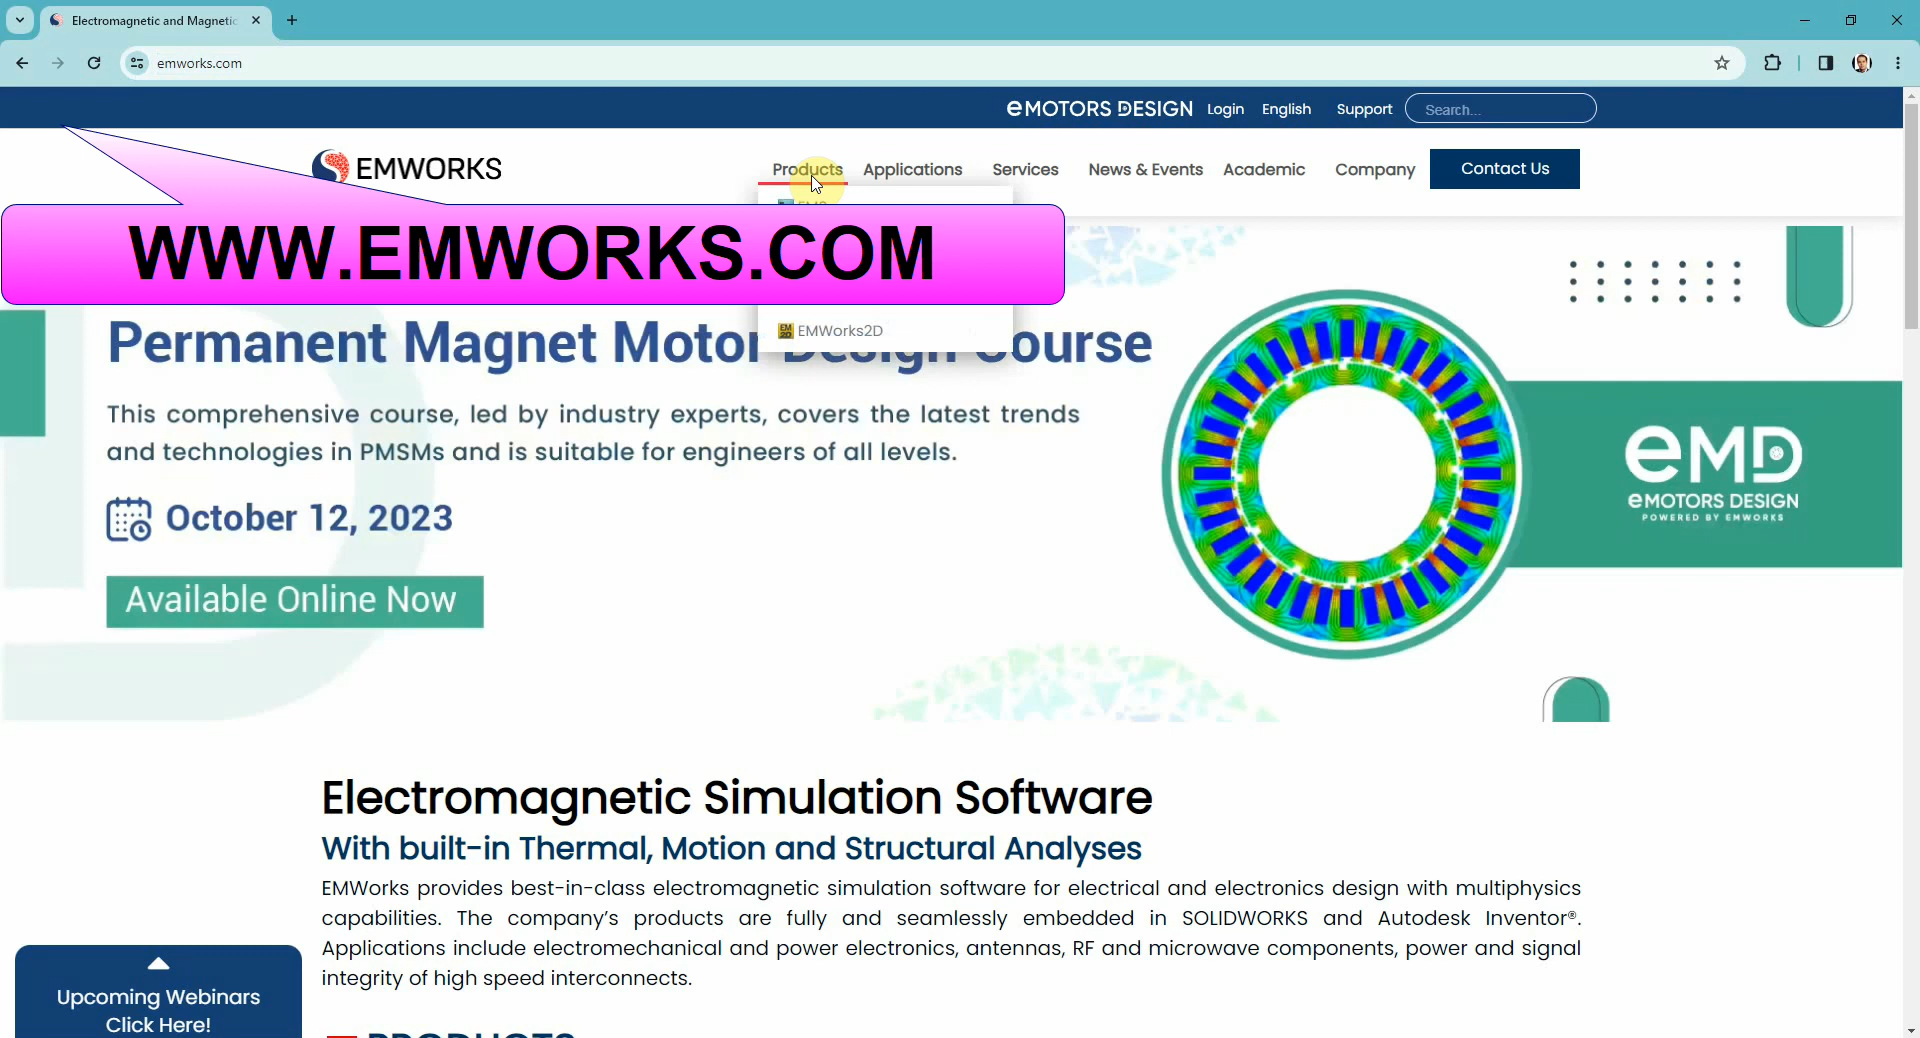 Electromagnetic and Magnetic
emworks.com
eMOTORS DESIGN Login English Support Search...
EMWORKS Products Applications Services News & Events Academic Company Contact Us
WWW.EMWORKS.COM
EM2D EMWorks2D
Permanent Magnet Motor Design Course
This comprehensive course, led by industry experts, covers the latest trends
and technologies in PMSMs and is suitable for engineers of all levels.
October 12, 2023
Available Online Now
eMD
eMOTORS DESIGN
POWERED BY EMWORKS
Electromagnetic Simulation Software
With built-in Thermal, Motion and Structural Analyses
EMWorks provides best-in-class electromagnetic simulation software for electrical and electronics design with multiphysics
capabilities. The company’s products are fully and seamlessly embedded in SOLIDWORKS and Autodesk Inventor®.
Applications include electromechanical and power electronics, antennas, RF and microwave components, power and signal
integrity of high speed interconnects.
Upcoming Webinars
Click Here!
PRODUCTS